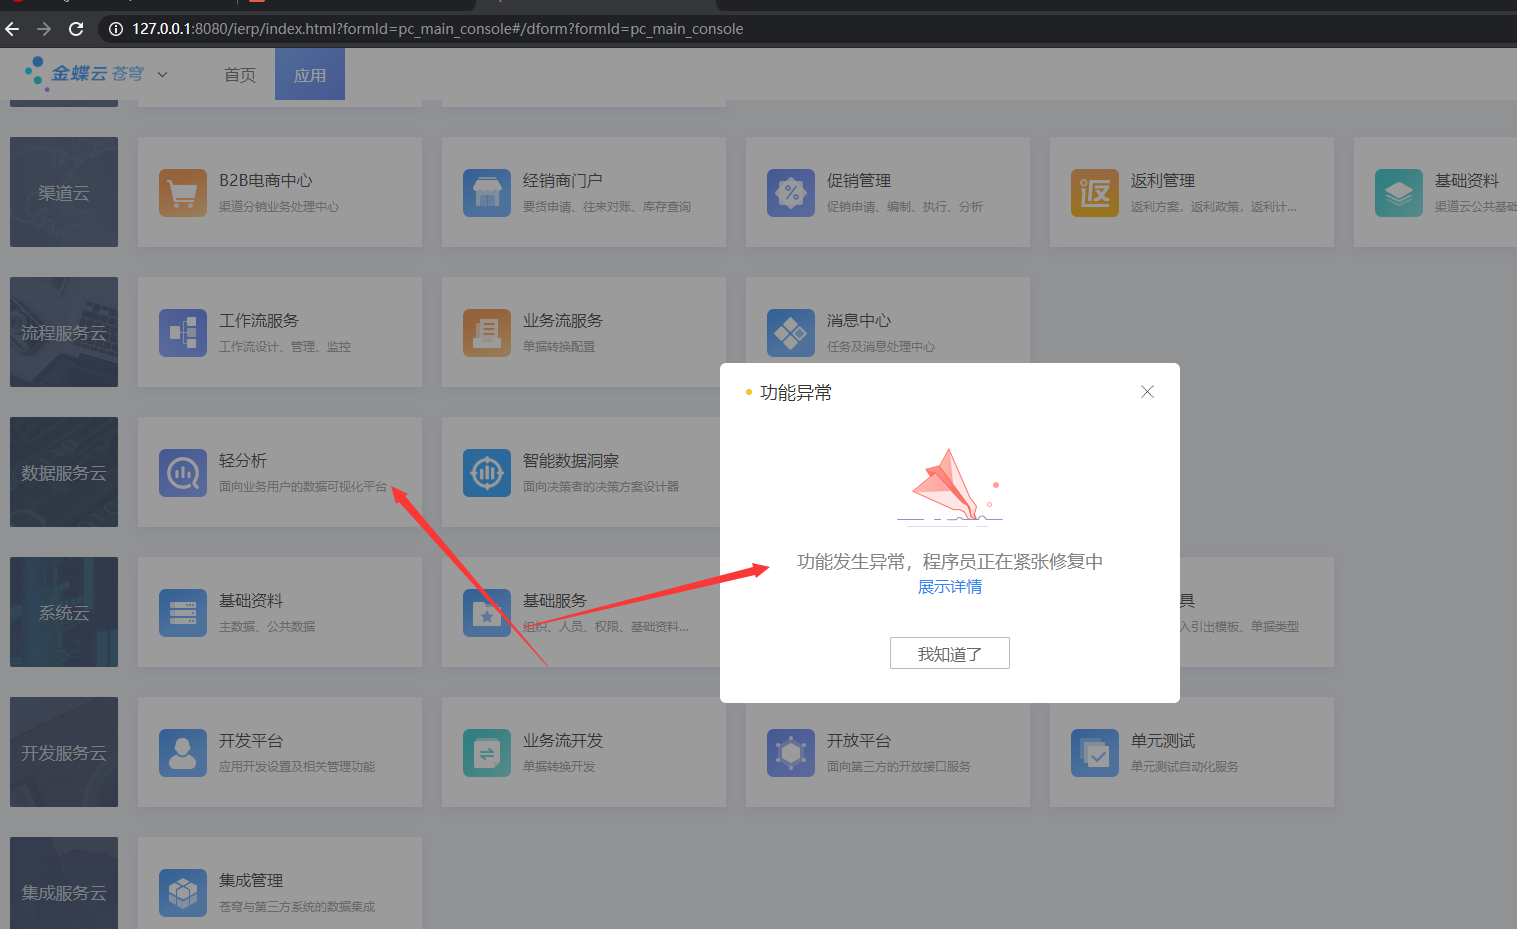 127.0.0.1:8080/ierp/index.html?formId=pc_main_console#/dform?formId=pc_main_console
金蝶云 苍穹 首页 应用
渠道云
B2B电商中心
渠道分销业务处理中心
经销商门户
要货申请、往来对账、库存查询
促销管理
促销申请、编制、执行、分析
返利管理
返利方案，返利政策，返利计...
基础资料
渠道云公共基础
流程服务云
工作流服务
工作流设计、管理、监控
业务流服务
单据转换配置
消息中心
任务及消息处理中心
数据服务云
轻分析
面向业务用户的数据可视化平台
智能数据洞察
面向决策者的决策方案设计器
系统云
基础资料
主数据、公共数据
基础服务
组织、人员、权限、基础资料...
具
入引出模板、单据类型
功能异常
功能发生异常，程序员正在紧张修复中
展示详情
我知道了
开发服务云
开发平台
应用开发设置及相关管理功能
业务流开发
单据转换开发
开放平台
面向第三方的开放接口服务
单元测试
单元测试自动化服务
集成服务云
集成管理
苍穹与第三方系统的数据集成